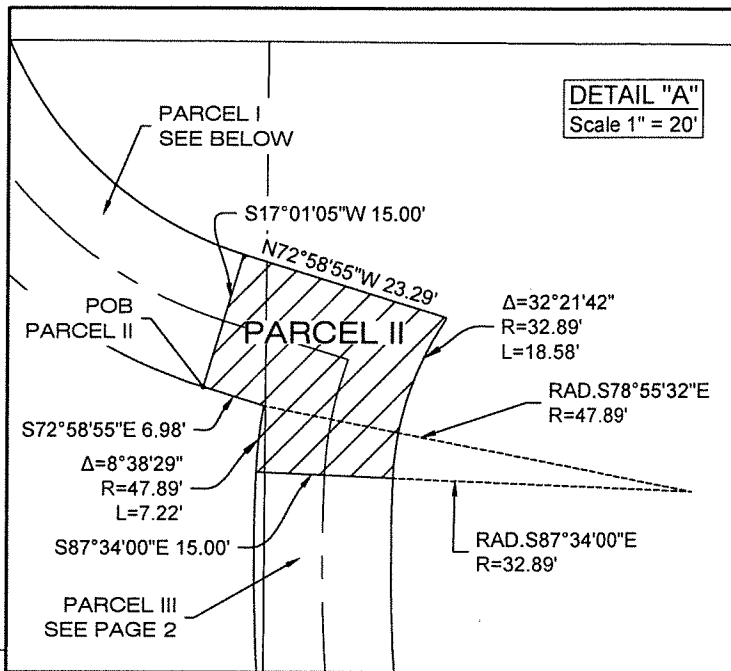 DETAIL "A"
Scale 1" = 20'
PARCEL I
SEE BELOW
S17°01'05"W 15.00'
N72°58'55"W 23.29'
POB
PARCEL II
PARCEL II
Δ=32°21'42"
R=32.89'
L=18.58'
RAD.S78°55'32"E
R=47.89'
S72°58'55"E 6.98'
Δ=8°38'29"
R=47.89'
L=7.22'
S87°34'00"E 15.00'
RAD.S87°34'00"E
R=32.89'
PARCEL III
SEE PAGE 2